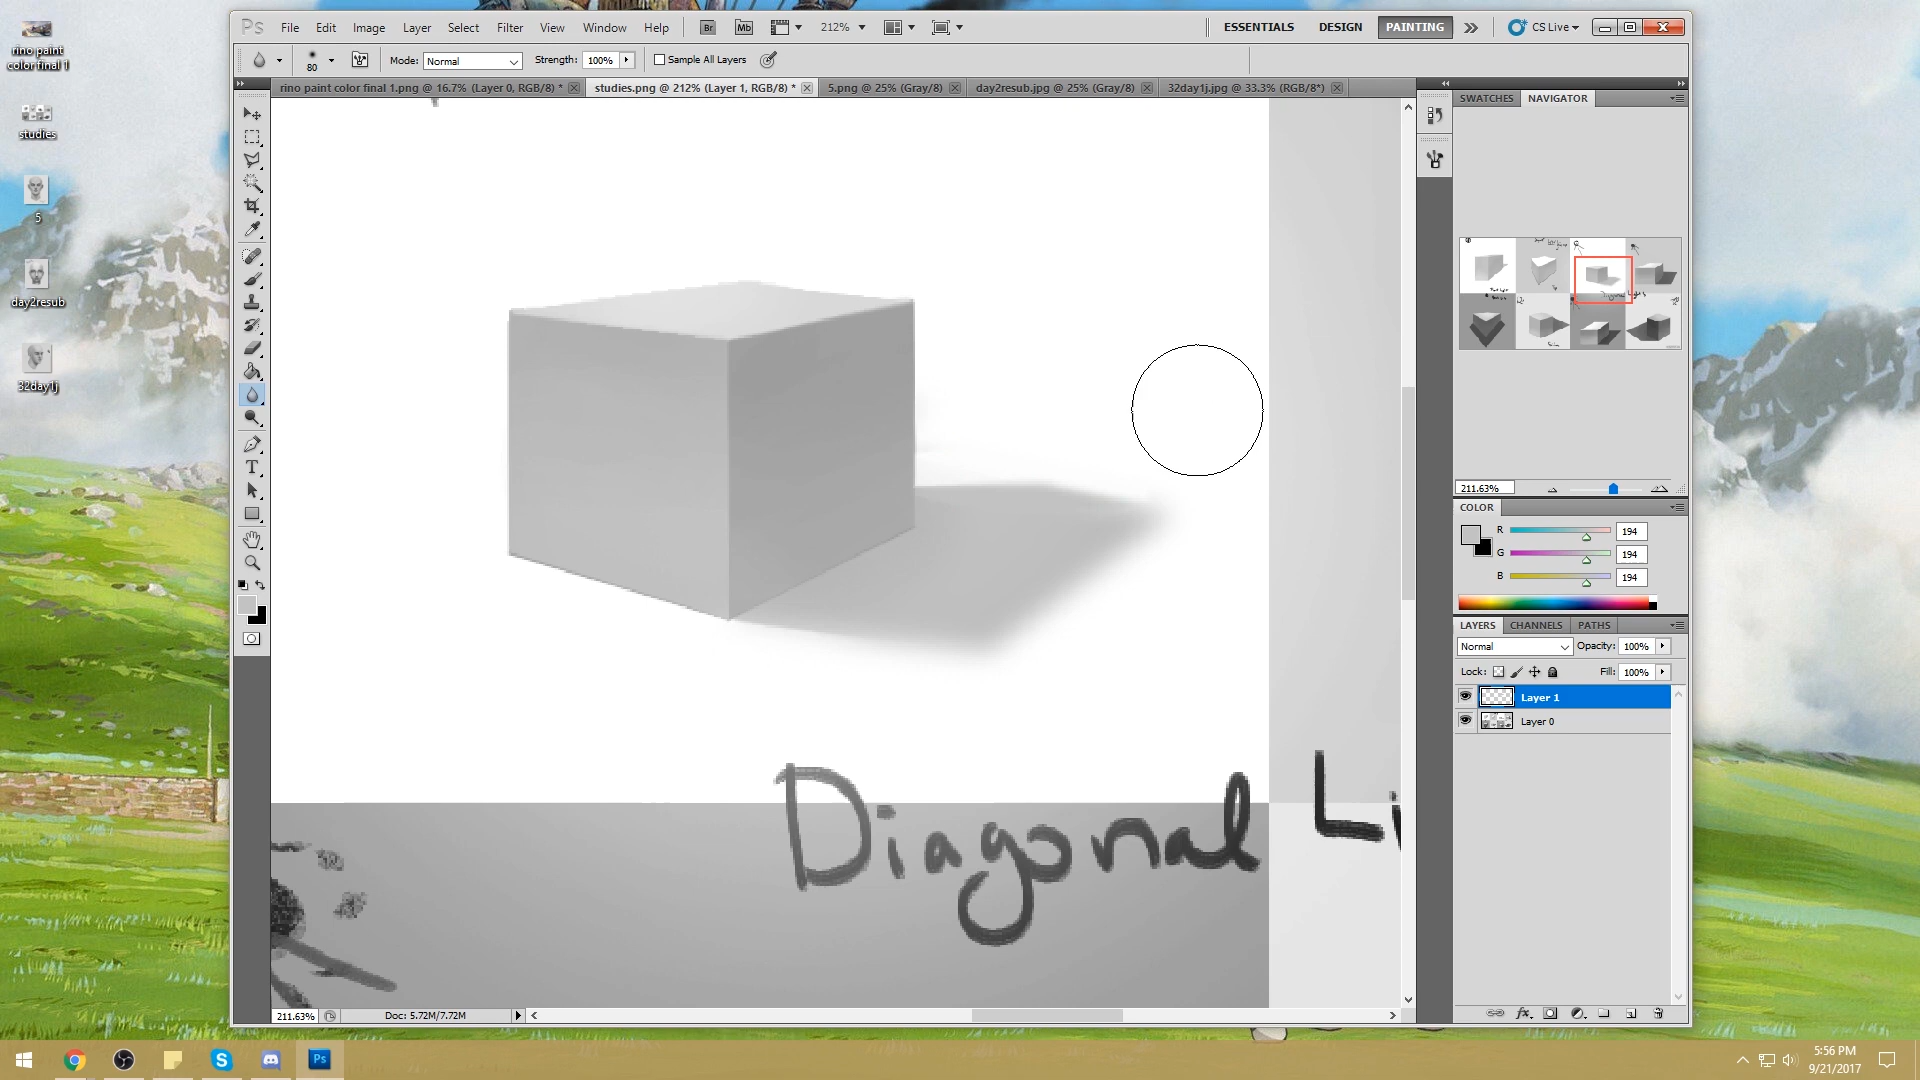 Ps File Edit Image Layer Select Filter View Window Help Br Mb 212% ESSENTIALS DESIGN PAINTING CS Live
80 Mode: Normal Strength: 100% Sample All Layers
rino paint color final 1.png @ 16.7% (Layer 0, RGB/8) * studies.png @ 212% (Layer 1, RGB/8) * 5.png @ 25% (Gray/8) day2resub.jpg @ 25% (Gray/8) 32day1j.jpg @ 33.3% (RGB/8*)
rino paint
color final 1
studies
5
day2resub
32day1j
SWATCHES NAVIGATOR
211.63%
COLOR
R 194
G 194
B 194
LAYERS CHANNELS PATHS
Normal Opacity: 100%
Lock: Fill: 100%
Layer 1
Layer 0
Diagonal Li
211.63% Doc: 5.72M/7.72M
S Ps
5:56 PM
9/21/2017